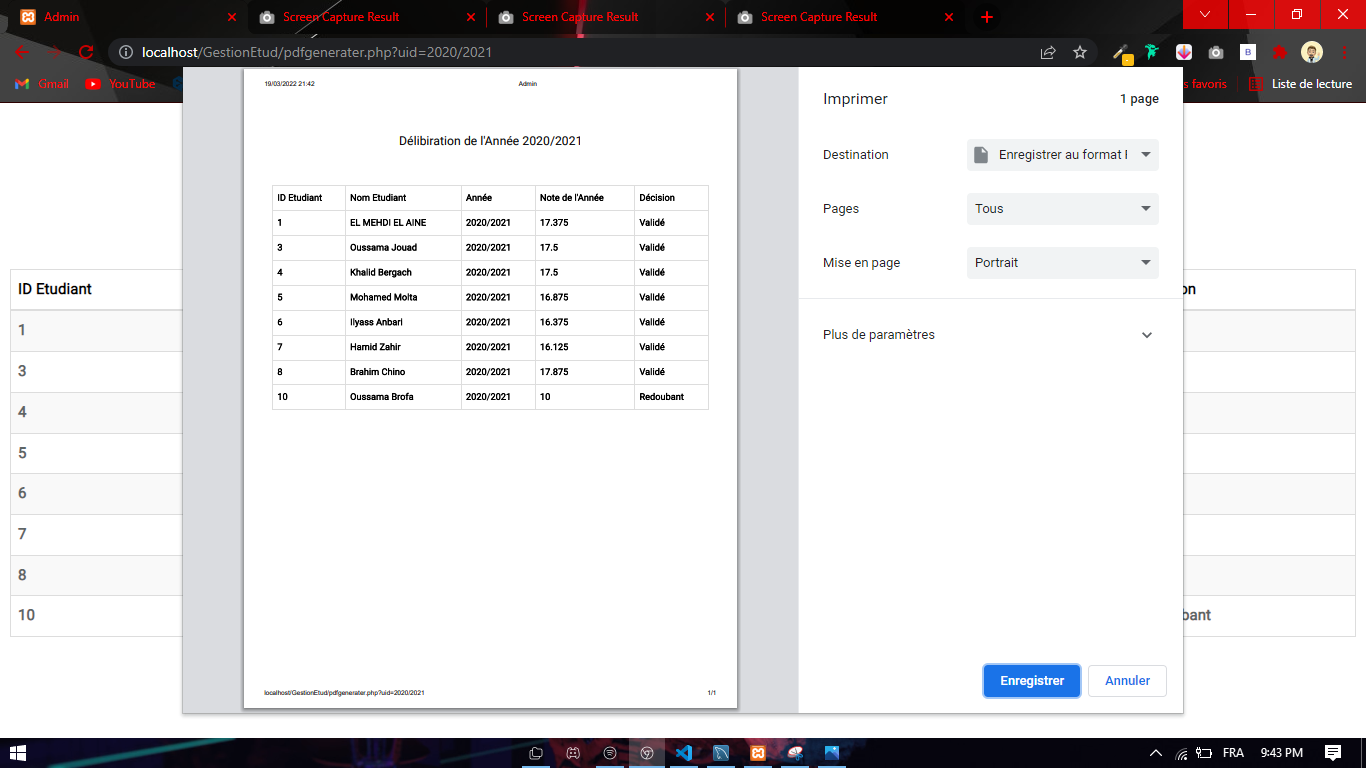 Admin
Screen Capture Result
Screen Capture Result
Screen Capture Result
localhost/GestionEtud/pdfgenerater.php?uid=2020/2021
Gmail
YouTube
s favoris
Liste de lecture
19/03/2022 21:42 Admin
Délibiration de l'Année 2020/2021
ID Etudiant Nom Etudiant Année Note de l'Année Décision
1 EL MEHDI EL AINE 2020/2021 17.375 Validé
3 Oussama Jouad 2020/2021 17.5 Validé
4 Khalid Bergach 2020/2021 17.5 Validé
5 Mohamed Molta 2020/2021 16.875 Validé
6 Ilyass Anbari 2020/2021 16.375 Validé
7 Hamid Zahir 2020/2021 16.125 Validé
8 Brahim Chino 2020/2021 17.875 Validé
10 Oussama Brofa 2020/2021 10 Redoubant
localhost/GestionEtud/pdfgenerater.php?uid=2020/2021 1/1
Imprimer 1 page
Destination Enregistrer au format
Pages Tous
Mise en page Portrait
Plus de paramètres
Enregistrer Annuler
ID Etudiant on
1
3
4
5
6
7
8
10 bant
FRA 9:43 PM